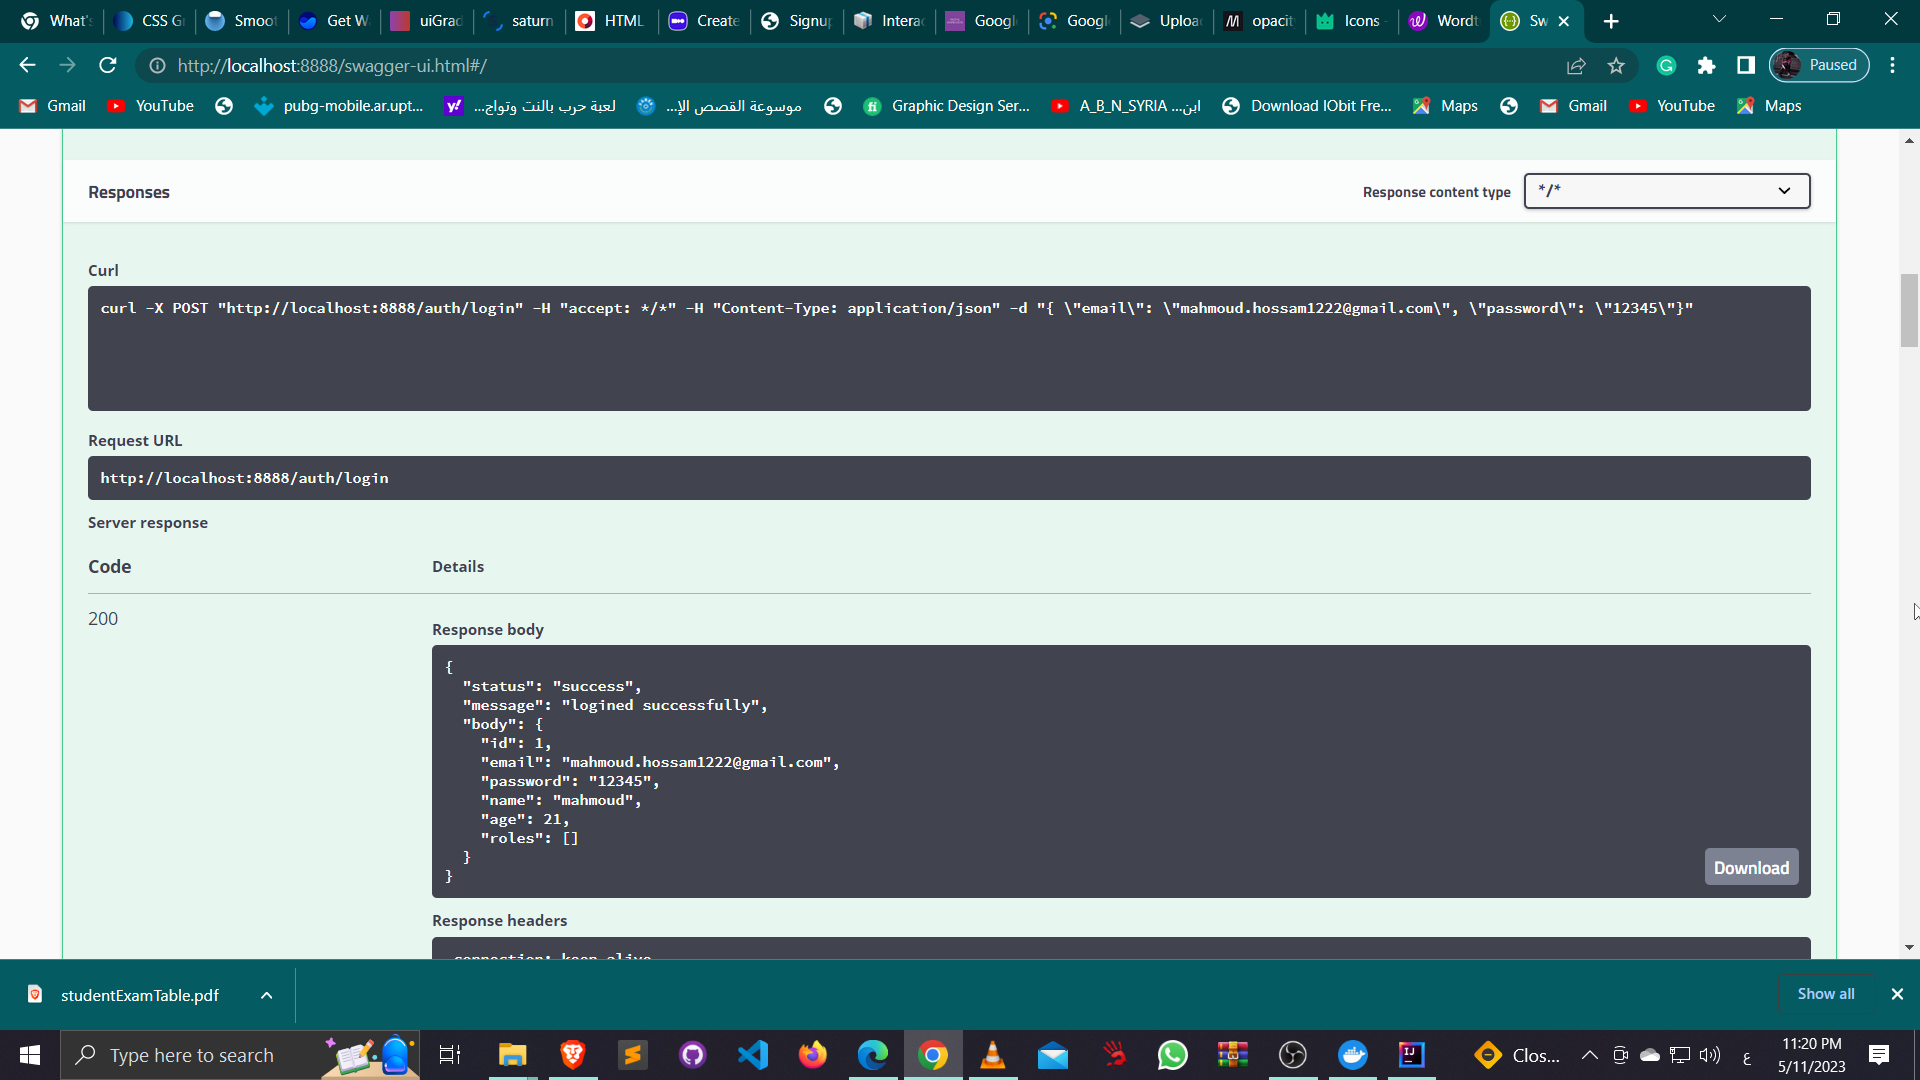 What's
CSS Gr
Smoot
Get Wa
uiGrad
saturn
HTML
Create
Signup
Intera
Googl
Googl
Uploa
opacit
Icons
Wordt
Sw
http://localhost:8888/swagger-ui.html#/
Paused
Gmail
YouTube
pubg-mobile.ar.upt...
لعبة حرب بالنت وتواج...
موسوعة القصص الإ...
Graphic Design Ser...
A_B_N_SYRIA ...ابن
Download IObit Fre...
Maps
Gmail
YouTube
Maps
Responses
Response content type
*/*
Curl
curl -X POST "http://localhost:8888/auth/login" -H "accept: */*" -H "Content-Type: application/json" -d "{ \"email\": \"mahmoud.hossam1222@gmail.com\", \"password\": \"12345\"}"
Request URL
http://localhost:8888/auth/login
Server response
Code
Details
200
Response body
{
"status": "success",
"message": "logined successfully",
"body": {
"id": 1,
"email": "mahmoud.hossam1222@gmail.com",
"password": "12345",
"name": "mahmoud",
"age": 21,
"roles": []
}
}
Download
Response headers
connection: keep-alive
studentExamTable.pdf
Show all
Type here to search
Clos...
ع
11:20 PM
5/11/2023